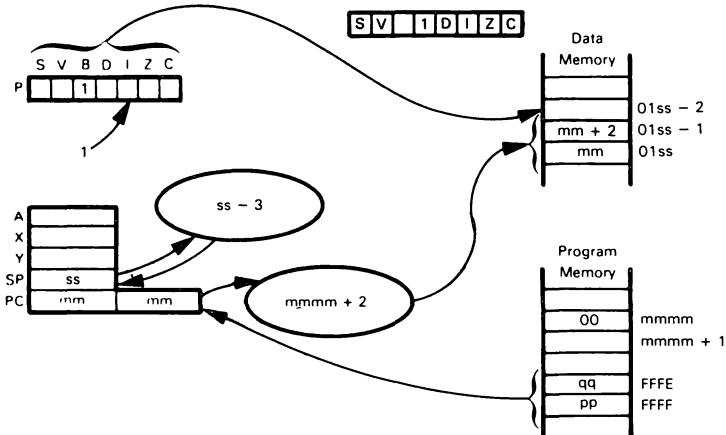 S V 1 D I Z C
S V B D I Z C
P 1
1
Data
Memory
01ss – 2
mm + 2 01ss – 1
mm 01ss
A
X
Y
SP ss
PC mm mm
ss – 3
mmmm + 2
Program
Memory
00 mmmm
mmmm + 1
qq FFFE
pp FFFF